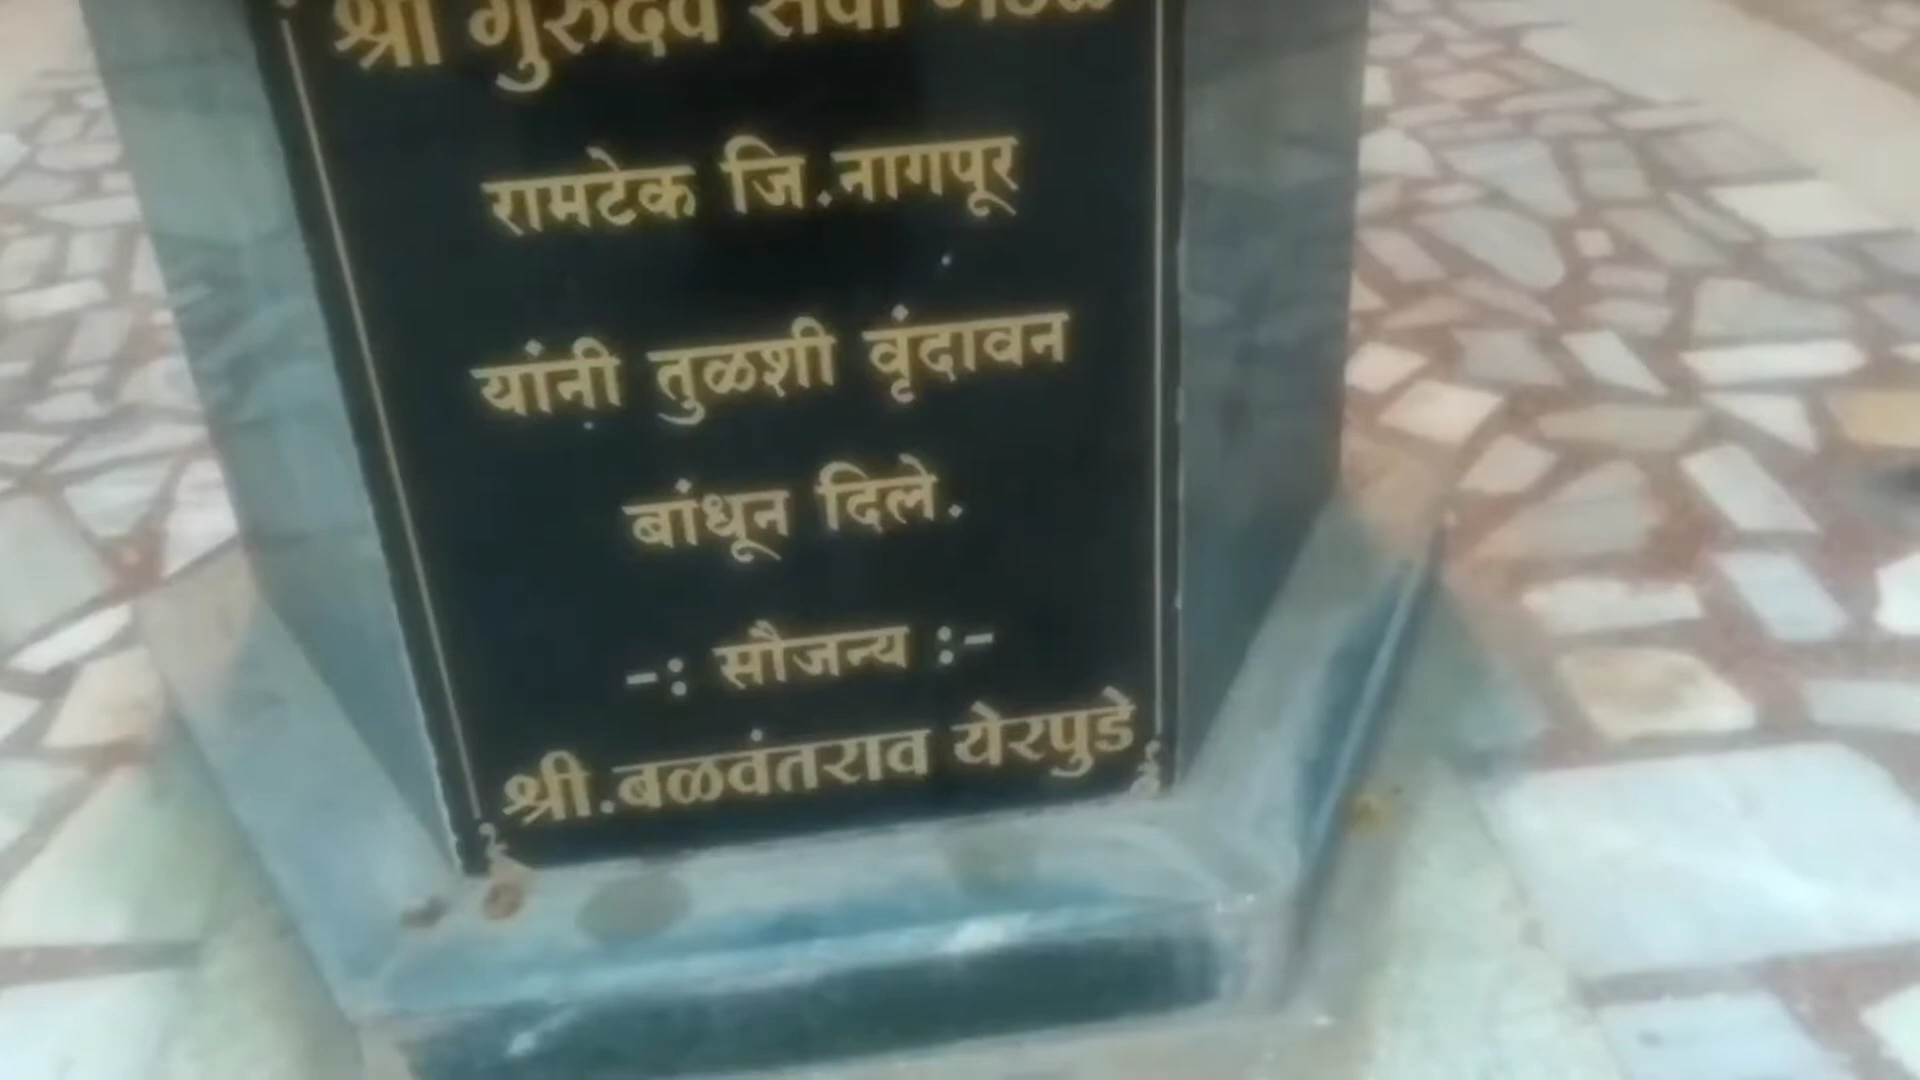 श्री गुरुदेव सेवा मंडळ
रामटेक जि.नागपूर
यांनी तुळशी वृंदावन
बांधून दिले.
-: सौजन्य :-
श्री.बळवंतराव येरपुडे